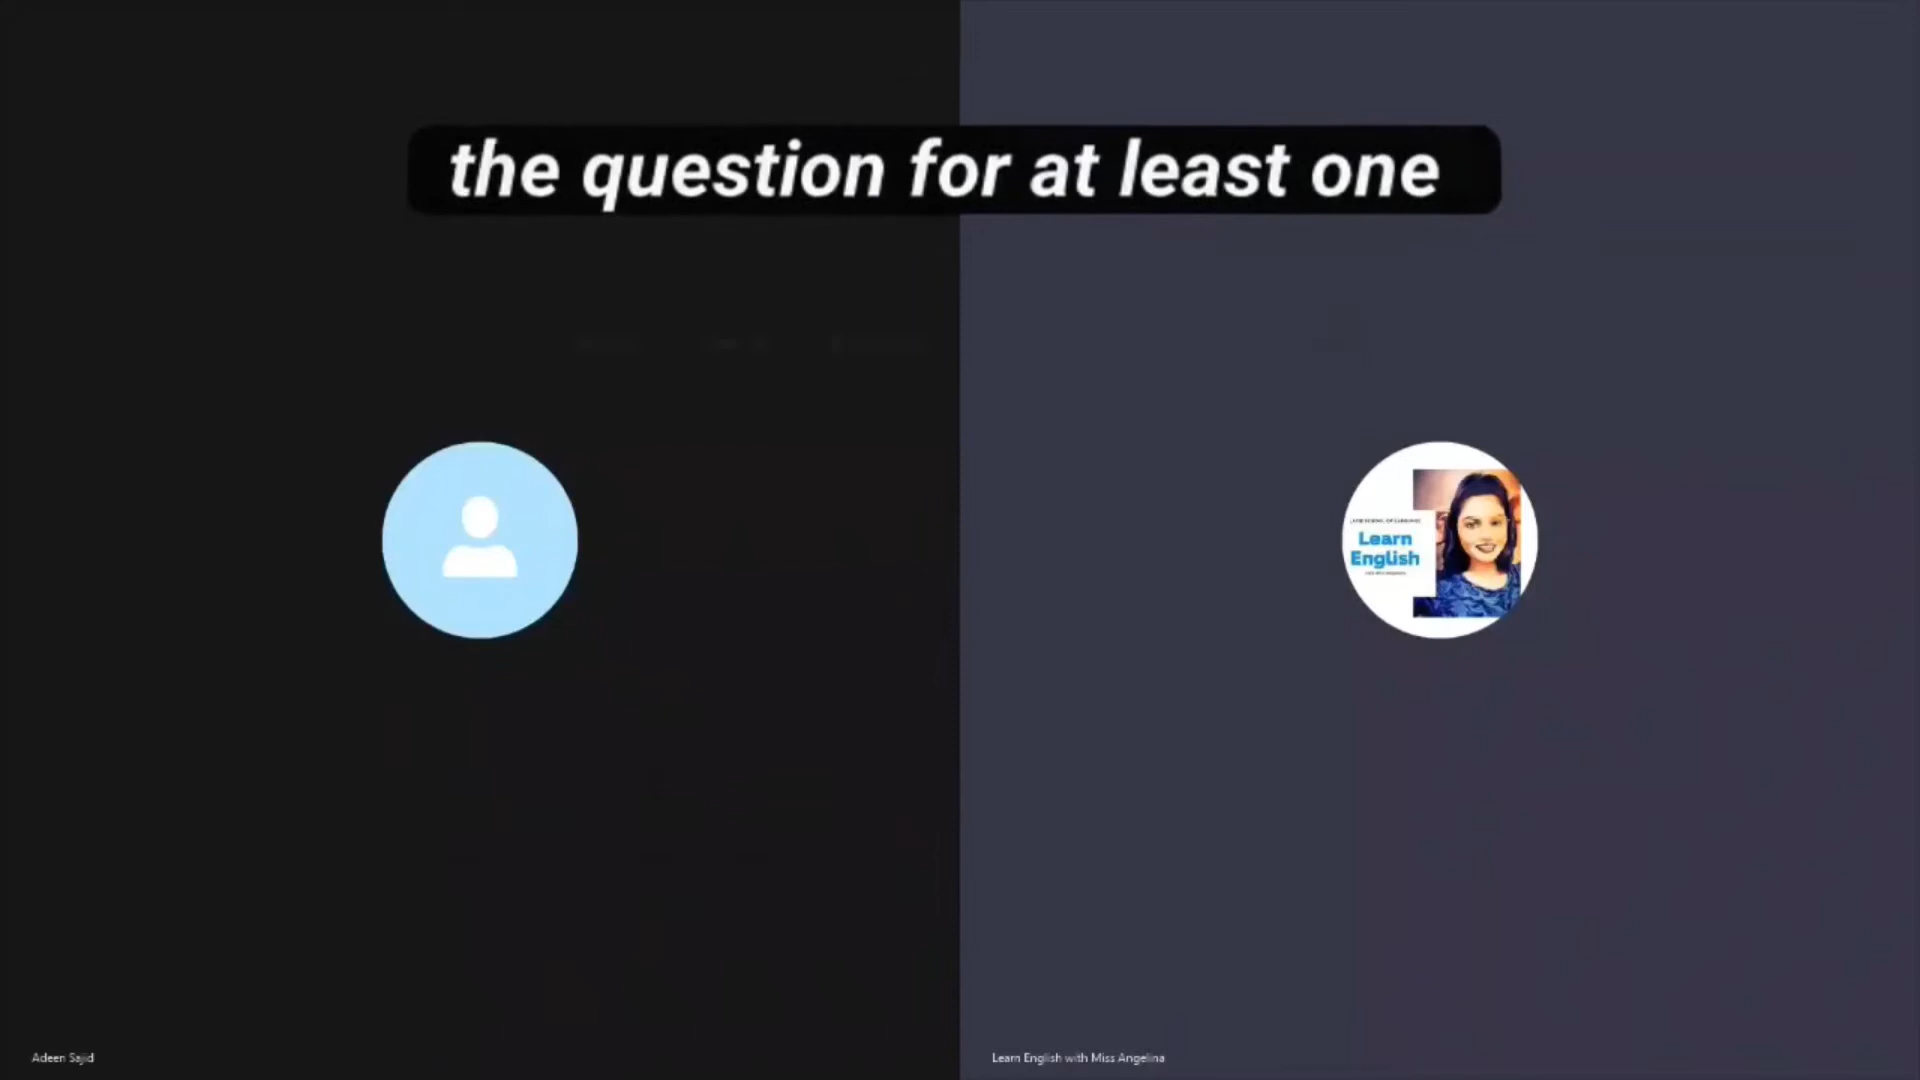 the question for at least one
Learn
English
Adeen Sajid
Learn English with Miss Angelina